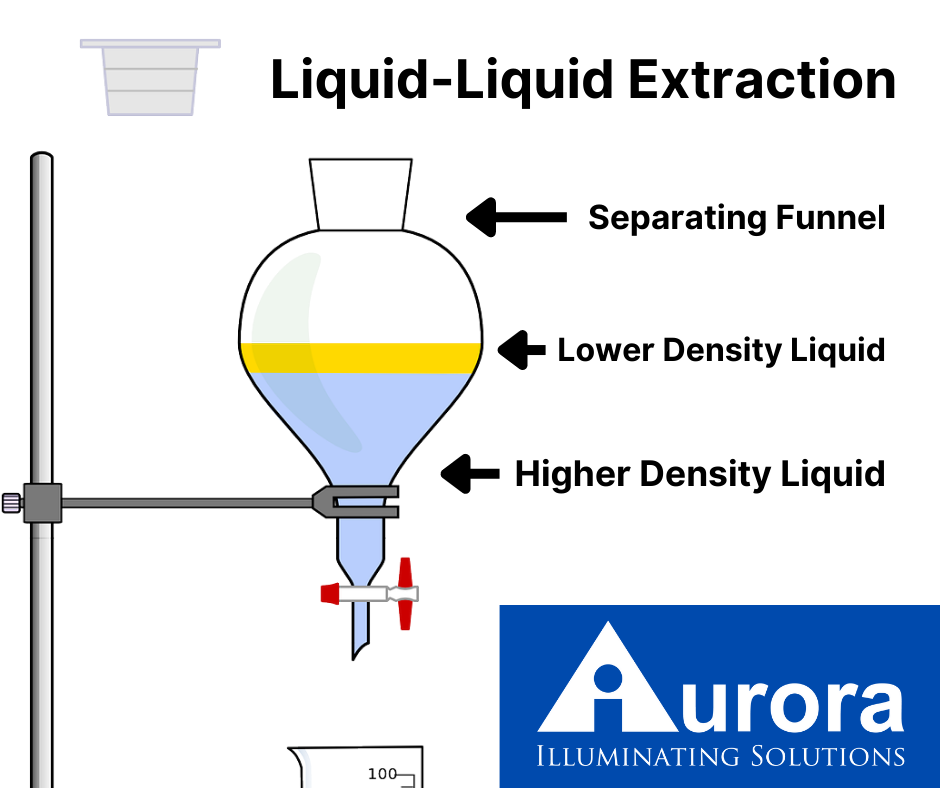 Liquid-Liquid Extraction
Separating Funnel
Lower Density Liquid
Higher Density Liquid
Aurora
ILLUMINATING SOLUTIONS
100